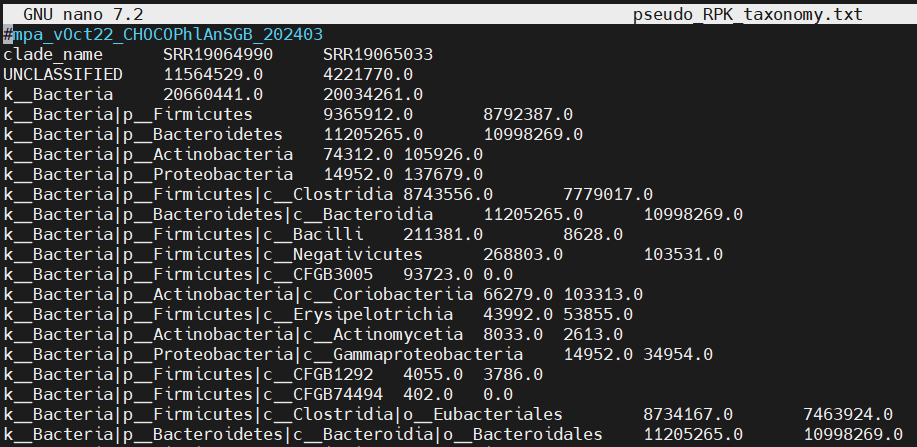 GNU nano 7.2 pseudo_RPK_taxonomy.txt
#mpa_vOct22_CHOCOPhlAnSGB_202403
clade_name SRR19064990 SRR19065033
UNCLASSIFIED 11564529.0 4221770.0
k__Bacteria 20660441.0 20034261.0
k__Bacteria|p__Firmicutes 9365912.0 8792387.0
k__Bacteria|p__Bacteroidetes 11205265.0 10998269.0
k__Bacteria|p__Actinobacteria 74312.0 105926.0
k__Bacteria|p__Proteobacteria 14952.0 137679.0
k__Bacteria|p__Firmicutes|c__Clostridia 8743556.0 7779017.0
k__Bacteria|p__Bacteroidetes|c__Bacteroidia 11205265.0 10998269.0
k__Bacteria|p__Firmicutes|c__Bacilli 211381.0 8628.0
k__Bacteria|p__Firmicutes|c__Negativicutes 268803.0 103531.0
k__Bacteria|p__Firmicutes|c__CFGB3005 93723.0 0.0
k__Bacteria|p__Actinobacteria|c__Coriobacteriia 66279.0 103313.0
k__Bacteria|p__Firmicutes|c__Erysipelotrichia 43992.0 53855.0
k__Bacteria|p__Actinobacteria|c__Actinomycetia 8033.0 2613.0
k__Bacteria|p__Proteobacteria|c__Gammaproteobacteria 14952.0 34954.0
k__Bacteria|p__Firmicutes|c__CFGB1292 4055.0 3786.0
k__Bacteria|p__Firmicutes|c__CFGB74494 402.0 0.0
k__Bacteria|p__Firmicutes|c__Clostridia|o__Eubacteriales 8734167.0 7463924.0
k__Bacteria|p__Bacteroidetes|c__Bacteroidia|o__Bacteroidales 11205265.0 10998269.0